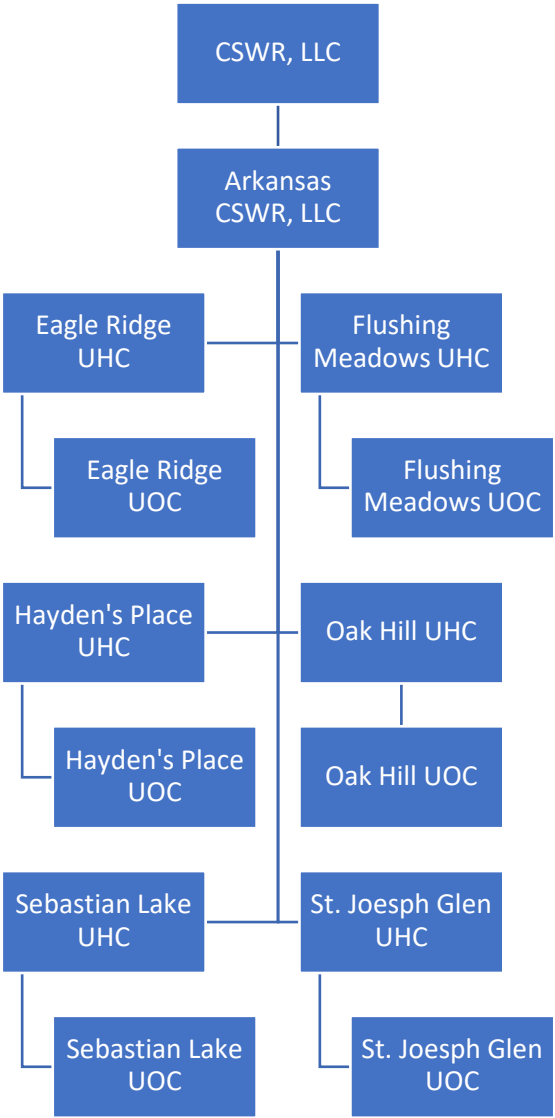 CSWR, LLC
Arkansas
CSWR, LLC
Eagle Ridge
UHC
Flushing
Meadows UHC
Eagle Ridge
UOC
Flushing
Meadows UOC
Hayden's Place
UHC
Oak Hill UHC
Hayden's Place
UOC
Oak Hill UOC
Sebastian Lake
UHC
St. Joesph Glen
UHC
Sebastian Lake
UOC
St. Joesph Glen
UOC